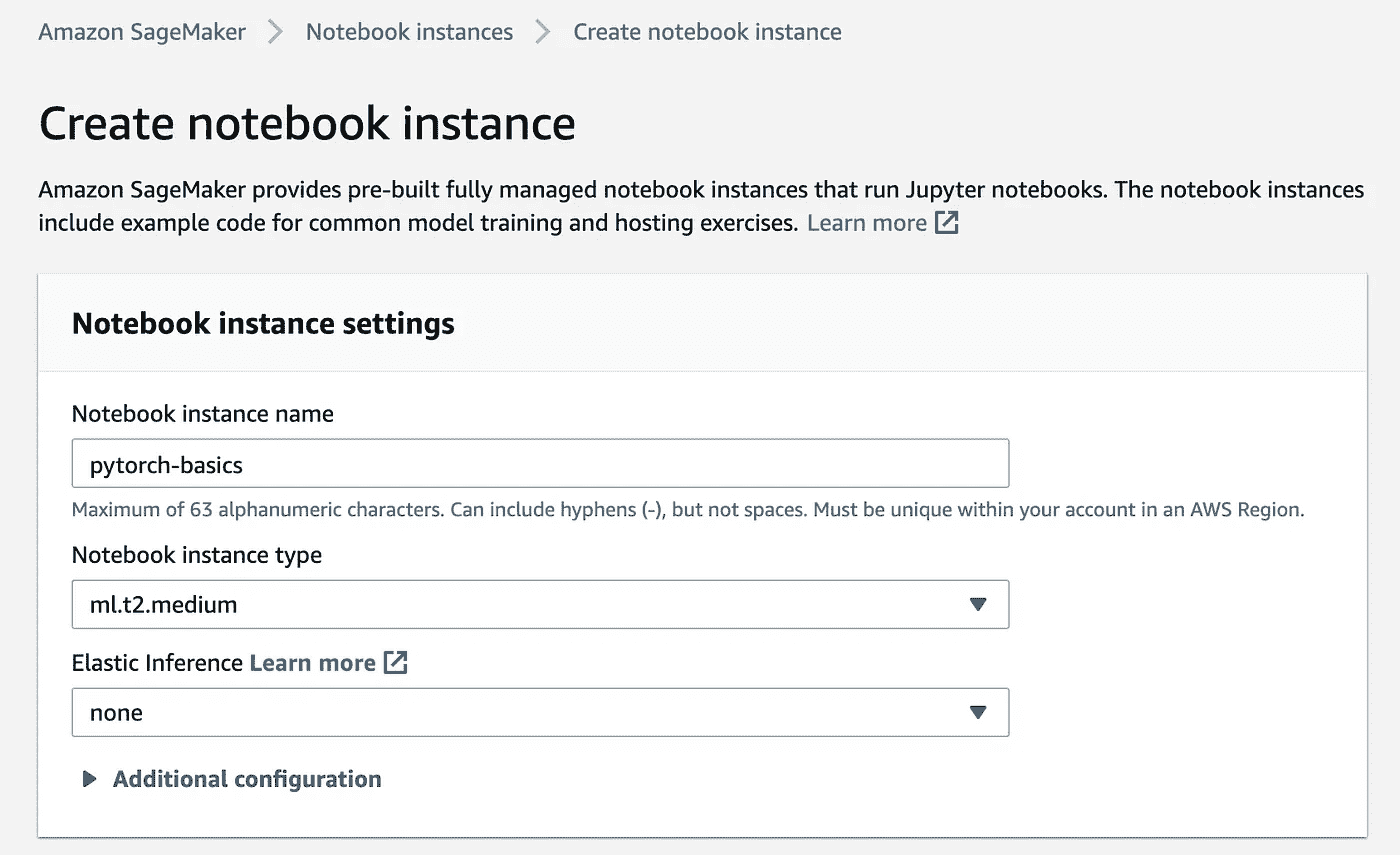 Amazon SageMaker > Notebook instances > Create notebook instance
Create notebook instance
Amazon SageMaker provides pre-built fully managed notebook instances that run Jupyter notebooks. The notebook instances
include example code for common model training and hosting exercises. Learn more
Notebook instance settings
Notebook instance name
pytorch-basics
Maximum of 63 alphanumeric characters. Can include hyphens (-), but not spaces. Must be unique within your account in an AWS Region.
Notebook instance type
ml.t2.medium
Elastic Inference Learn more
none
Additional configuration